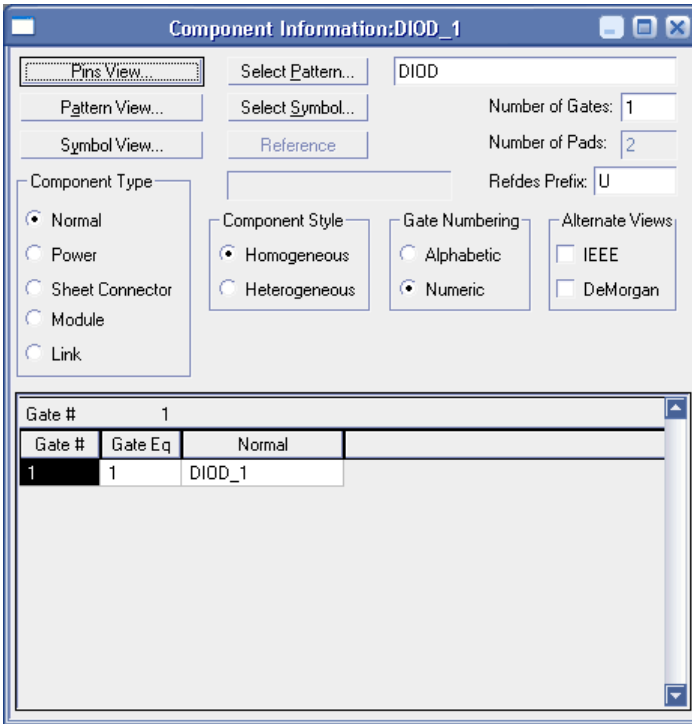 Component Information:DIOD_1
Pins View... Select Pattern... DIOD
Pattern View... Select Symbol... Number of Gates: 1
Symbol View... Reference Number of Pads: 2
Component Type Refdes Prefix: U
Normal Component Style Gate Numbering Alternate Views
Power Homogeneous Alphabetic IEEE
Sheet Connector Heterogeneous Numeric DeMorgan
Module
Link
Gate # 1
Gate # Gate Eq Normal
1 1 DIOD_1